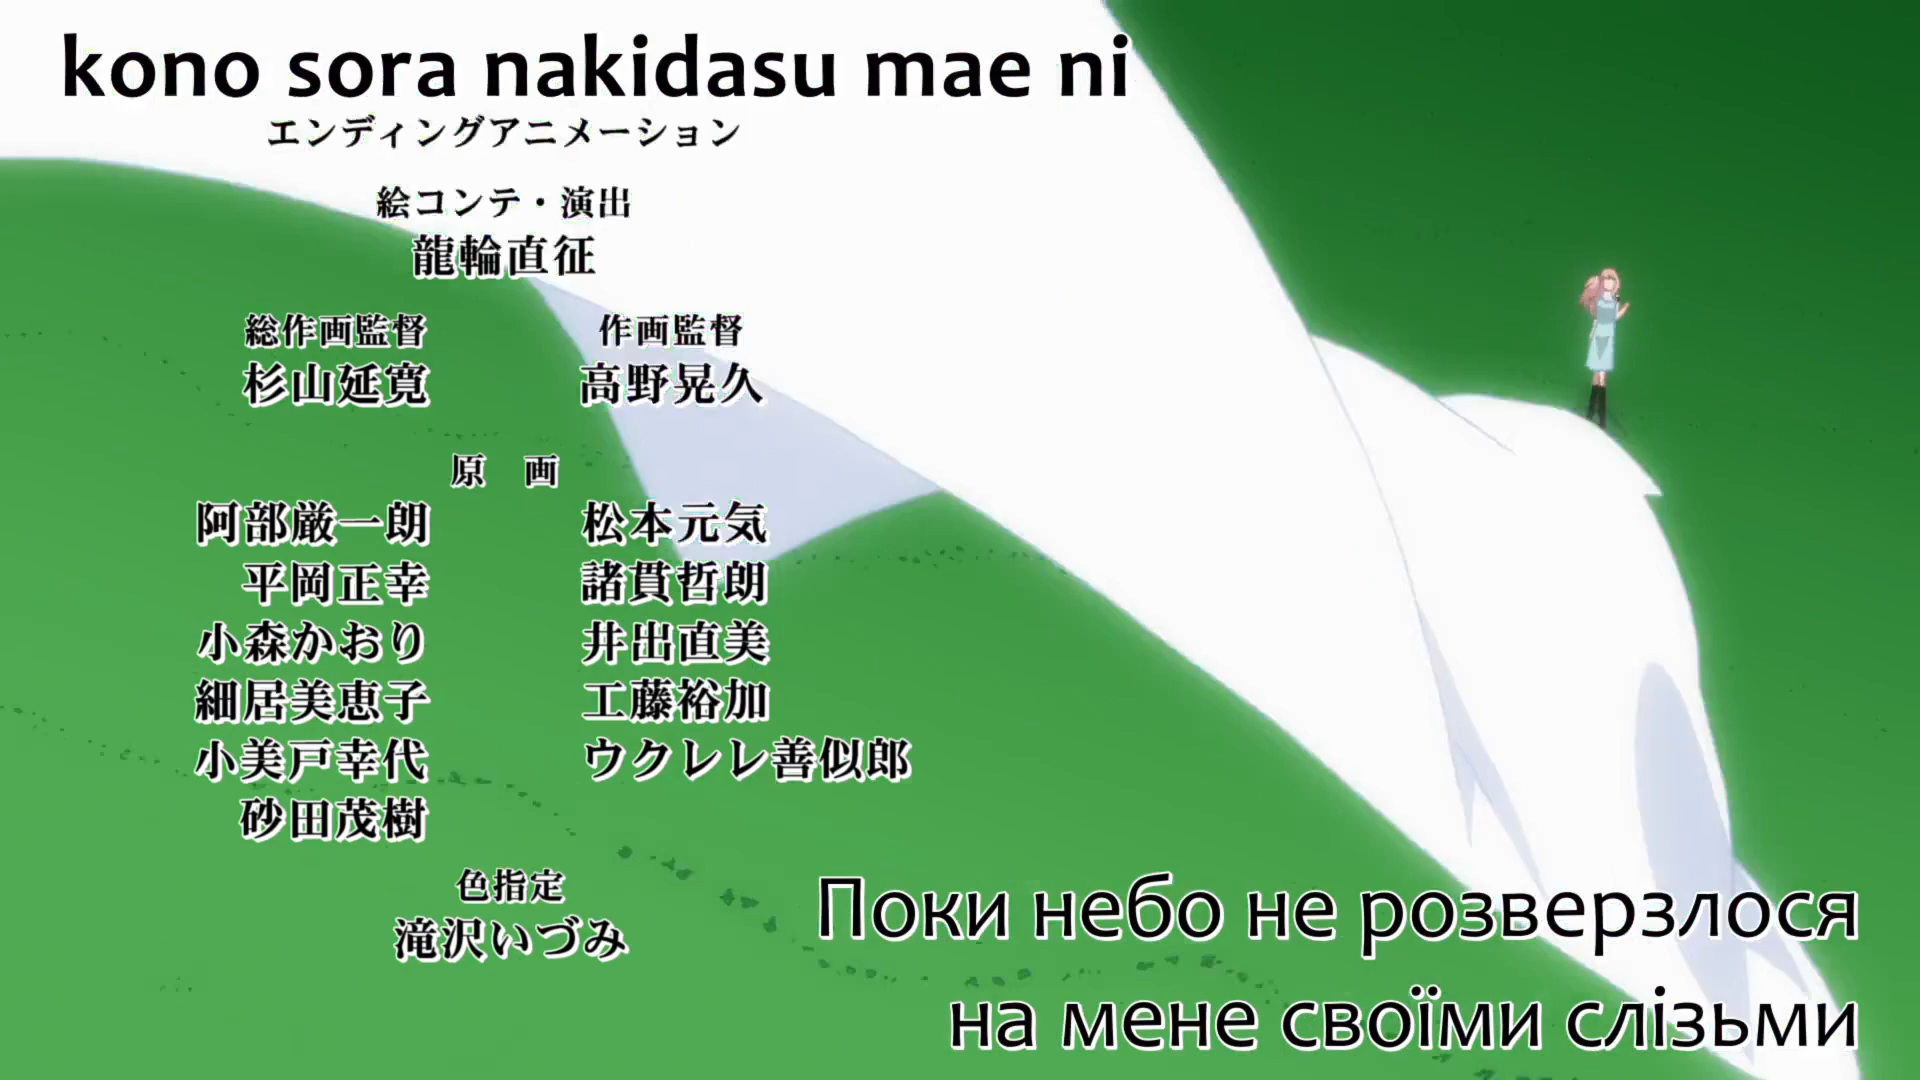 kono sora nakidasu mae ni
エンディングアニメーション
絵コンテ・演出
龍輪直征
総作画監督 作画監督
杉山延寛 高野晃久
原 画
阿部厳一朗 松本元気
平岡正幸 諸貫哲朗
小森かおり 井出直美
細居美恵子 工藤裕加
小美戸幸代 ウクレレ善似郎
砂田茂樹
色指定
滝沢いづみ
Поки небо не розверзлося
на мене своїми слізьми